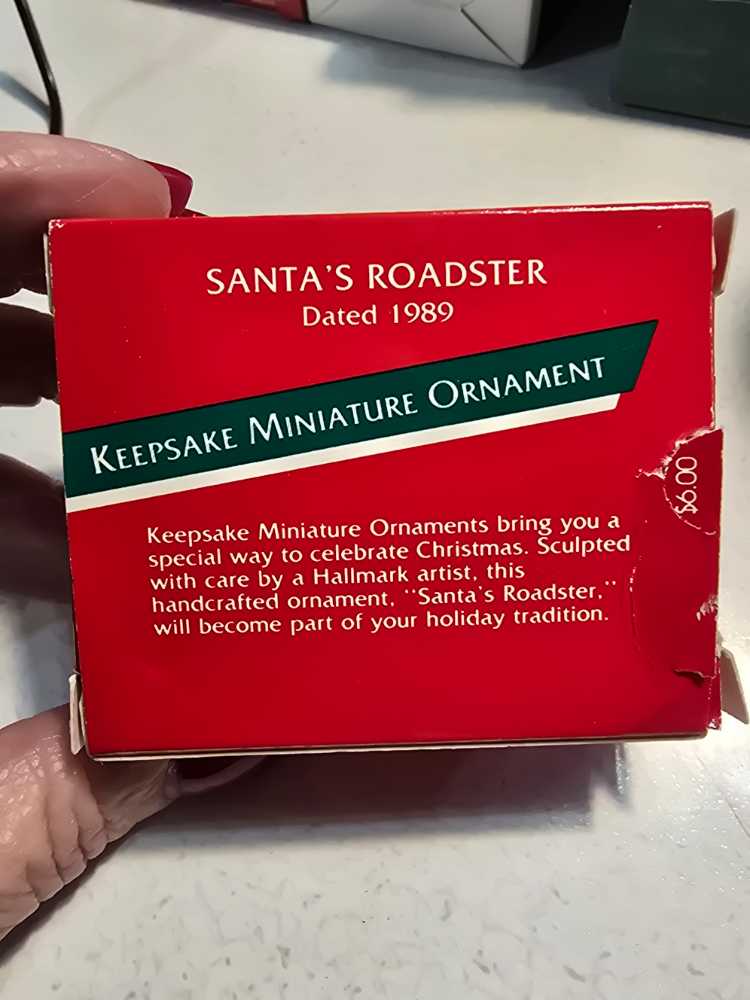 SANTA'S ROADSTER
Dated 1989
KEEPSAKE MINIATURE ORNAMENT
Keepsake Miniature Ornaments bring you a
special way to celebrate Christmas. Sculpted
with care by a Hallmark artist, this
handcrafted ornament, "Santa's Roadster,"
will become part of your holiday tradition.
$6.00